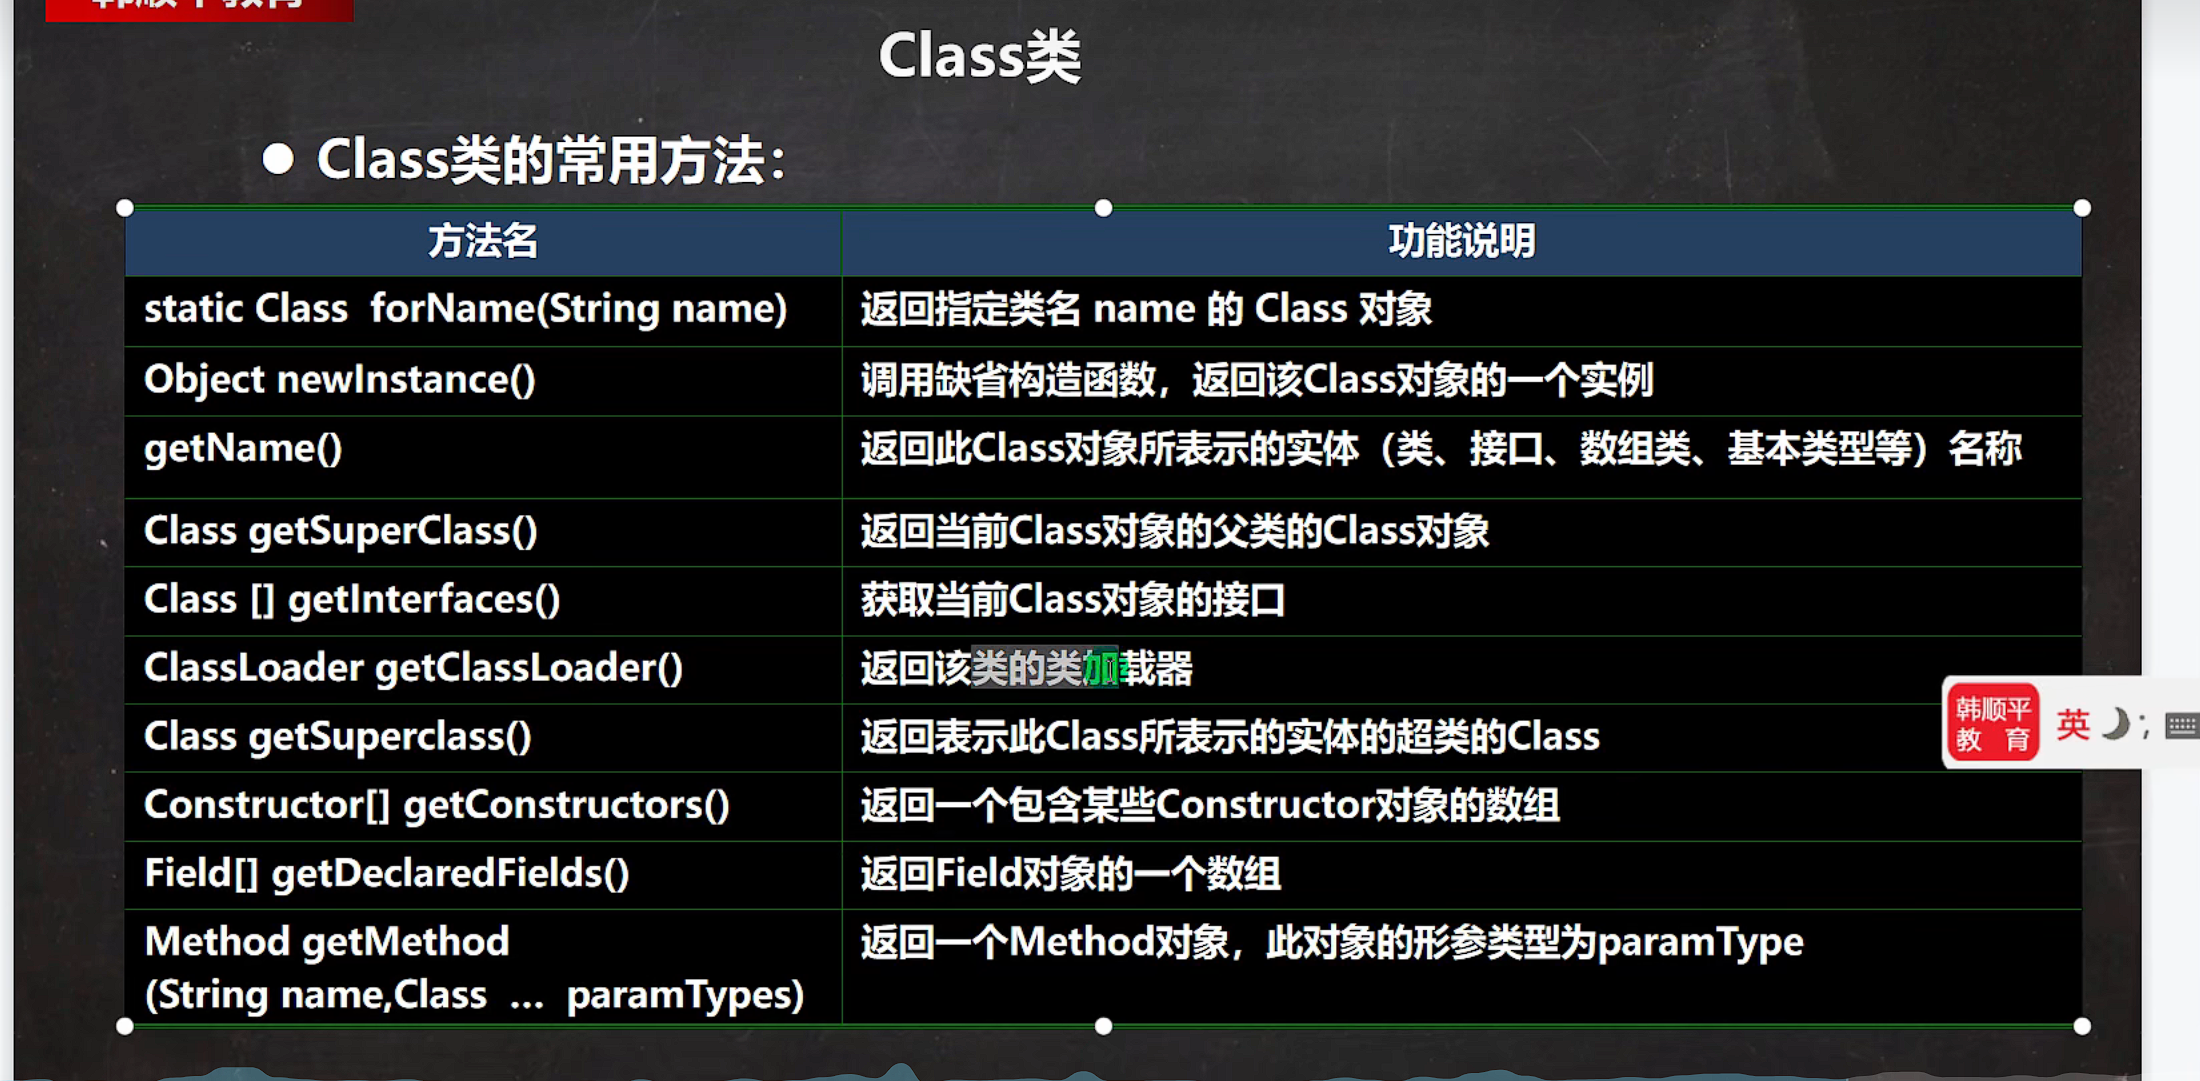 Class类
● Class类的常用方法：
方法名 功能说明
static Class  forName(String name) 返回指定类名 name 的 Class 对象
Object newInstance() 调用缺省构造函数，返回该Class对象的一个实例
getName() 返回此Class对象所表示的实体（类、接口、数组类、基本类型等）名称
Class getSuperClass() 返回当前Class对象的父类的Class对象
Class [] getInterfaces() 获取当前Class对象的接口
ClassLoader getClassLoader() 返回该类的类加载器
Class getSuperclass() 返回表示此Class所表示的实体的超类的Class
Constructor[] getConstructors() 返回一个包含某些Constructor对象的数组
Field[] getDeclaredFields() 返回Field对象的一个数组
Method getMethod 返回一个Method对象，此对象的形参类型为paramType
(String name,Class  …  paramTypes)
韩顺平
教 育
英 ;